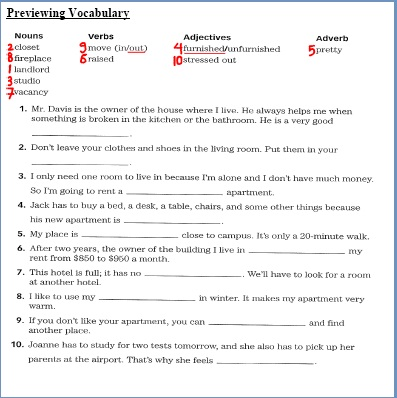 Previewing Vocabulary
Nouns Verbs Adjectives Adverb
2 closet 9 move (in/out) 4 furnished/unfurnished 5 pretty
8 fireplace 6 raised 10 stressed out
1 landlord
3 studio
7 vacancy
1. Mr. Davis is the owner of the house where I live. He always helps me when
something is broken in the kitchen or the bathroom. He is a very good
____________________.
2. Don't leave your clothes and shoes in the living room. Put them in your
____________________.
3. I only need one room to live in because I'm alone and I don't have much money.
So I'm going to rent a ____________________ apartment.
4. Jack has to buy a bed, a desk, a table, chairs, and some other things because
his new apartment is ____________________.
5. My place is ____________________ close to campus. It's only a 20-minute walk.
6. After two years, the owner of the building I live in ____________________ my
rent from $850 to $950 a month.
7. This hotel is full; it has no ____________________. We'll have to look for a room
at another hotel.
8. I like to use my ____________________ in winter. It makes my apartment very
warm.
9. If you don't like your apartment, you can ____________________ and find
another place.
10. Joanne has to study for two tests tomorrow, and she also has to pick up her
parents at the airport. That's why she feels ____________________.